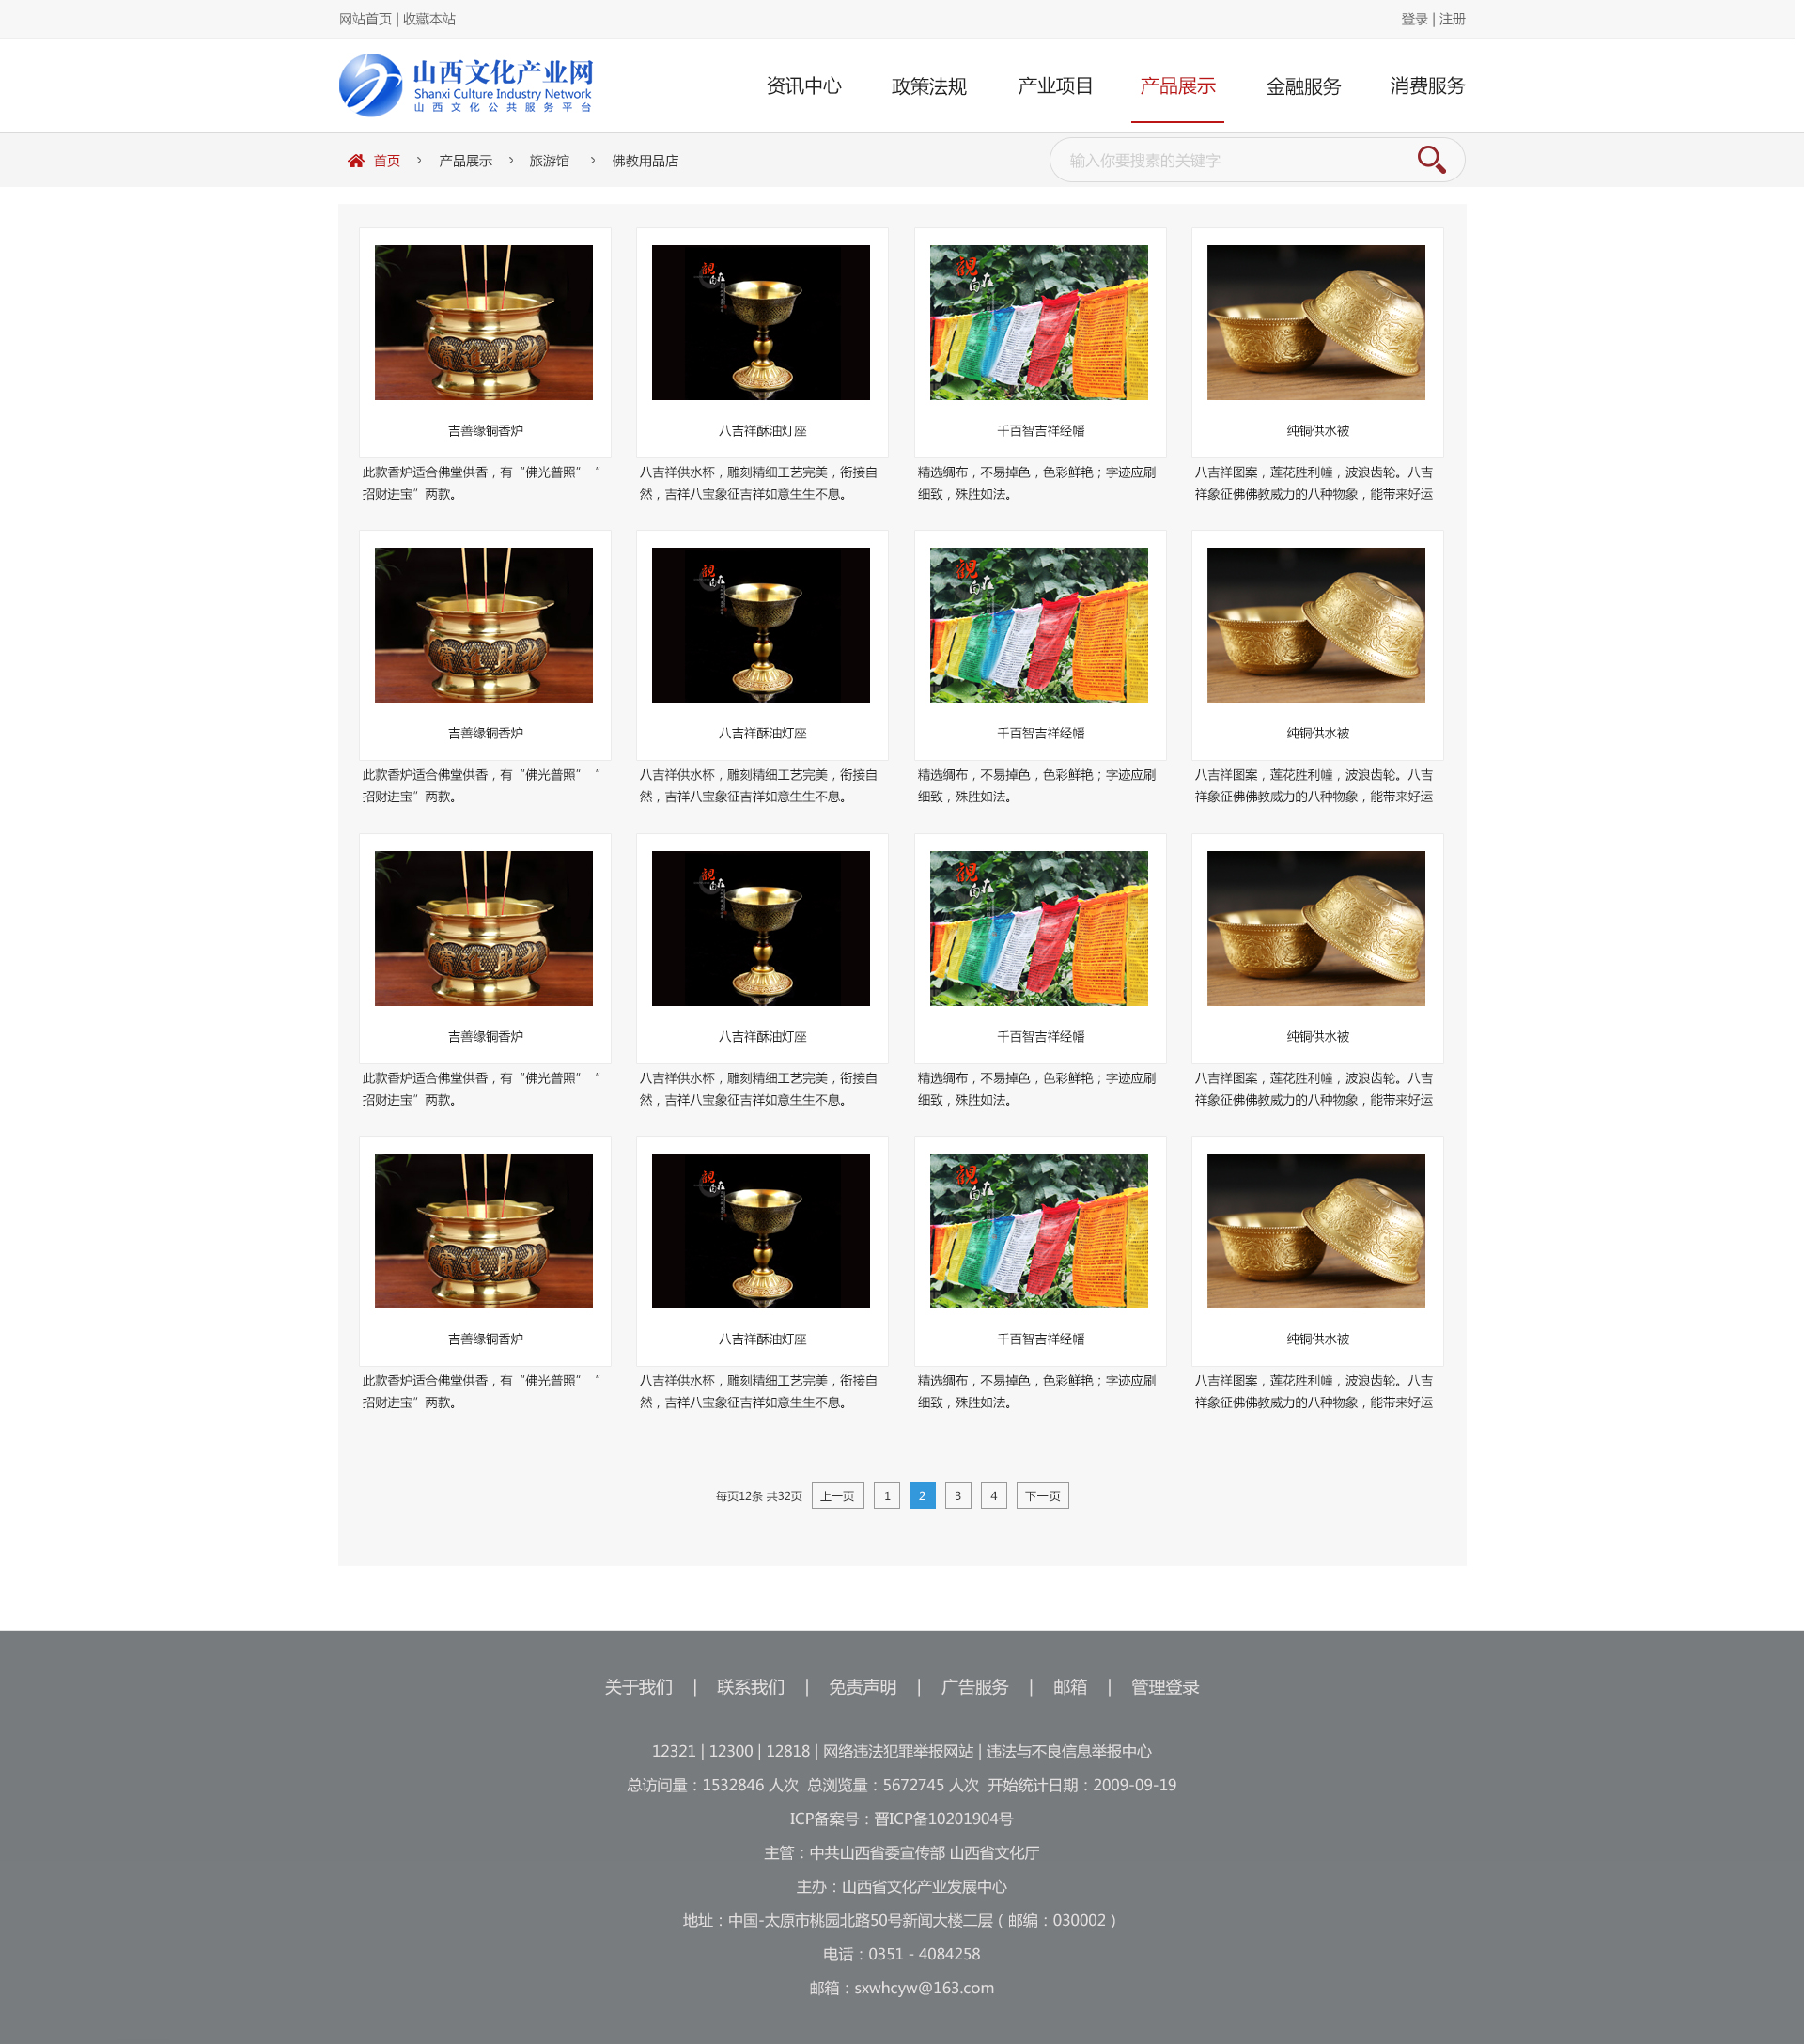 网站首页 | 收藏本站
登录 | 注册
山西文化产业网
Shanxi Culture Industry Network
山西文化公共服务平台
资讯中心 政策法规 产业项目 产品展示 金融服务 消费服务
首页 > 产品展示 > 旅游馆 > 佛教用品店
输入你要搜素的关键字
吉善缘铜香炉 八吉祥酥油灯座 千百智吉祥经幡 纯铜供水被
此款香炉适合佛堂供香，有“佛光普照” “
招财进宝”两款。
八吉祥供水杯，雕刻精细工艺完美，衔接自
然，吉祥八宝象征吉祥如意生生不息。
精选绸布，不易掉色，色彩鲜艳；字迹应刷
细致，殊胜如法。
八吉祥图案，莲花胜利幢，波浪齿轮。八吉
祥象征佛佛教威力的八种物象，能带来好运
吉善缘铜香炉 八吉祥酥油灯座 千百智吉祥经幡 纯铜供水被
此款香炉适合佛堂供香，有“佛光普照” “
招财进宝”两款。
八吉祥供水杯，雕刻精细工艺完美，衔接自
然，吉祥八宝象征吉祥如意生生不息。
精选绸布，不易掉色，色彩鲜艳；字迹应刷
细致，殊胜如法。
八吉祥图案，莲花胜利幢，波浪齿轮。八吉
祥象征佛佛教威力的八种物象，能带来好运
吉善缘铜香炉 八吉祥酥油灯座 千百智吉祥经幡 纯铜供水被
此款香炉适合佛堂供香，有“佛光普照” “
招财进宝”两款。
八吉祥供水杯，雕刻精细工艺完美，衔接自
然，吉祥八宝象征吉祥如意生生不息。
精选绸布，不易掉色，色彩鲜艳；字迹应刷
细致，殊胜如法。
八吉祥图案，莲花胜利幢，波浪齿轮。八吉
祥象征佛佛教威力的八种物象，能带来好运
吉善缘铜香炉 八吉祥酥油灯座 千百智吉祥经幡 纯铜供水被
此款香炉适合佛堂供香，有“佛光普照” “
招财进宝”两款。
八吉祥供水杯，雕刻精细工艺完美，衔接自
然，吉祥八宝象征吉祥如意生生不息。
精选绸布，不易掉色，色彩鲜艳；字迹应刷
细致，殊胜如法。
八吉祥图案，莲花胜利幢，波浪齿轮。八吉
祥象征佛佛教威力的八种物象，能带来好运
每页12条 共32页 上一页 1 2 3 4 下一页
关于我们 | 联系我们 | 免责声明 | 广告服务 | 邮箱 | 管理登录
12321 | 12300 | 12818 | 网络违法犯罪举报网站 | 违法与不良信息举报中心
总访问量：1532846 人次 总浏览量：5672745 人次 开始统计日期：2009-09-19
ICP备案号：晋ICP备10201904号
主管：中共山西省委宣传部 山西省文化厅
主办：山西省文化产业发展中心
地址：中国-太原市桃园北路50号新闻大楼二层（邮编：030002）
电话：0351 - 4084258
邮箱：sxwhcyw@163.com